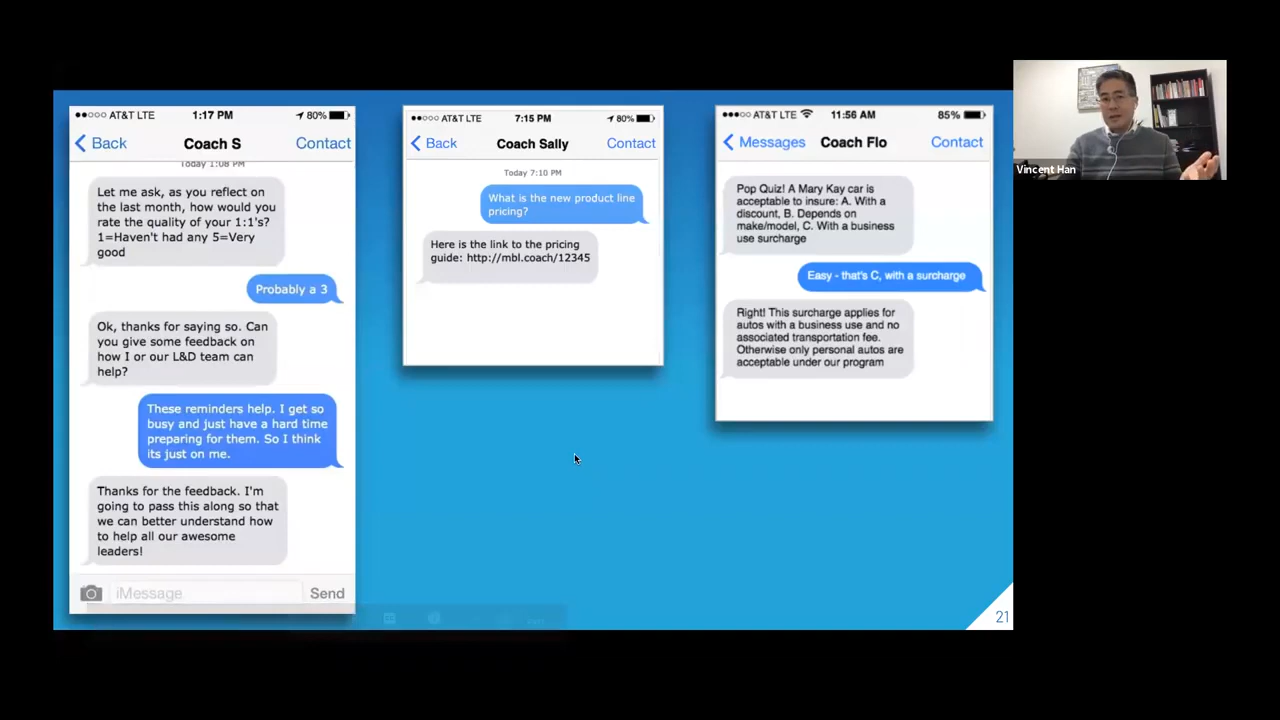 ●●○○○ AT&T LTE 1:17 PM 80%
Back Coach S Contact
Today 1:08 PM
Let me ask, as you reflect on
the last month, how would you
rate the quality of your 1:1's?
1=Haven't had any 5=Very
good
Probably a 3
Ok, thanks for saying so. Can
you give some feedback on
how I or our L&D team can
help?
These reminders help. I get so
busy and just have a hard time
preparing for them. So I think
its just on me.
Thanks for the feedback. I'm
going to pass this along so that
we can better understand how
to help all our awesome
leaders!
iMessage Send
●●○○○ AT&T LTE 7:15 PM 80%
Back Coach Sally Contact
Today 7:10 PM
What is the new product line
pricing?
Here is the link to the pricing
guide: http://mbl.coach/12345
●●●○○ AT&T LTE 11:56 AM 85%
Messages Coach Flo Contact
Pop Quiz! A Mary Kay car is
acceptable to insure: A. With a
discount, B. Depends on
make/model, C. With a business
use surcharge
Easy - that's C, with a surcharge
Right! This surcharge applies for
autos with a business use and no
associated transportation fee.
Otherwise only personal autos are
acceptable under our program
21
Vincent Han